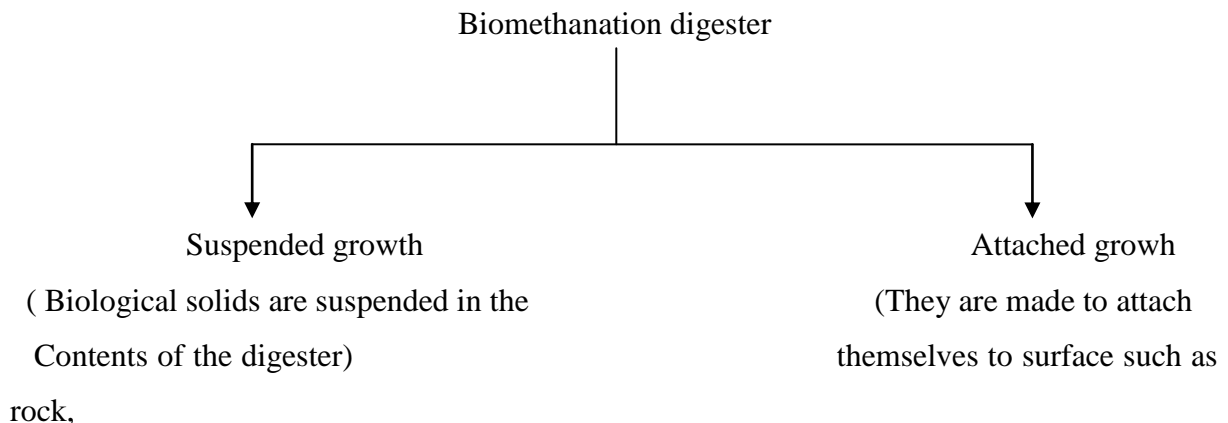 Biomethanation digester
Suspended growth Attached growh
( Biological solids are suspended in the (They are made to attach
Contents of the digester) themselves to surface such as
rock,